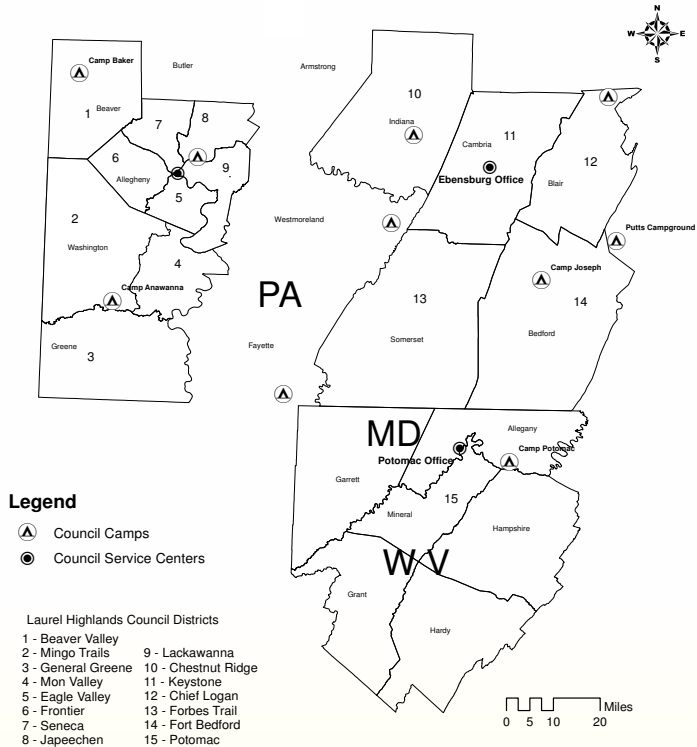 N
W E
S
Camp Baker
Butler
Armstrong
10
1 Beaver
8
7
Indiana
11
Cambria
6
9
Allegheny
12
Ebensburg Office
Blair
5
2
Westmoreland
Putts Campground
Washington
4
Camp Joseph
Camp Anawanna
PA
13
14
Somerset
Bedford
Greene
3
Fayette
MD
Allegany
Camp Potomac
Potomac Office
Garrett
15
Mineral
Hampshire
W V
Grant
Hardy
Legend
Council Camps
Council Service Centers
Laurel Highlands Council Districts
1 - Beaver Valley
2 - Mingo Trails
3 - General Greene
4 - Mon Valley
5 - Eagle Valley
6 - Frontier
7 - Seneca
8 - Japeechen
9 - Lackawanna
10 - Chestnut Ridge
11 - Keystone
12 - Chief Logan
13 - Forbes Trail
14 - Fort Bedford
15 - Potomac
Miles
0 5 10 20